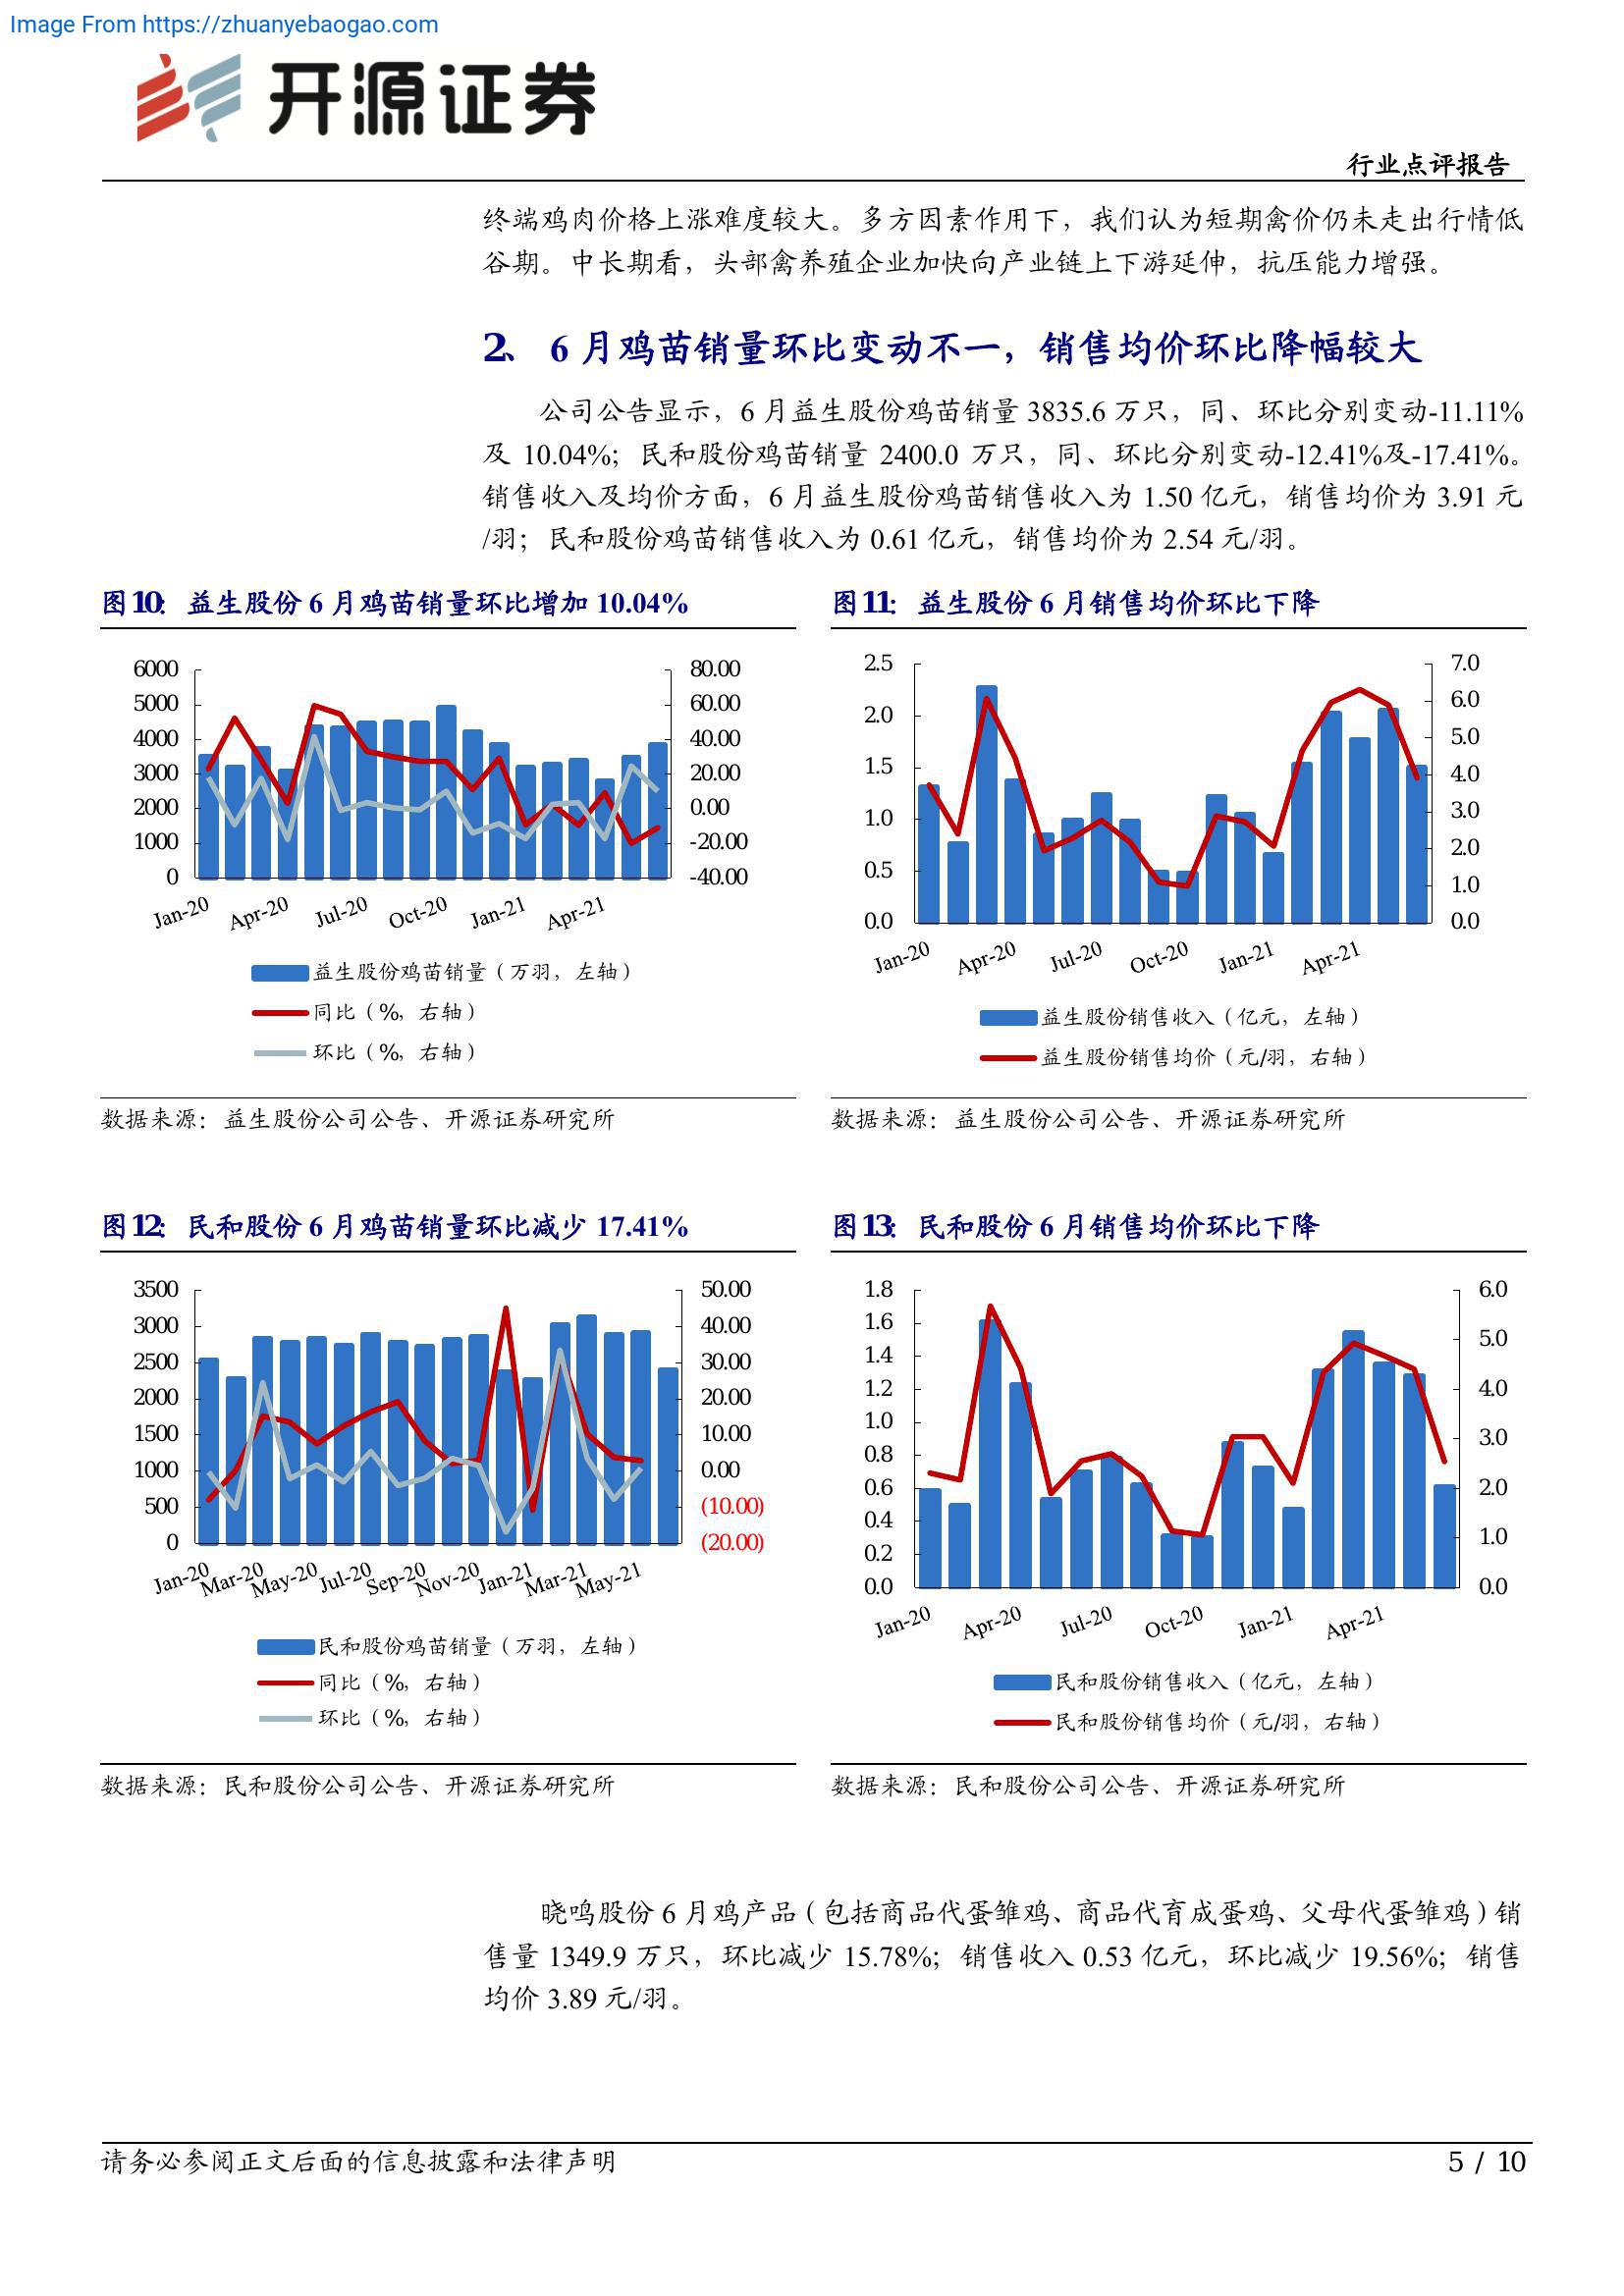 Image From https://zhuanyebaogao.com
开源证券
行业点评报告
终端鸡肉价格上涨难度较大。多方因素作用下，我们认为短期禽价仍未走出行情低
谷期。中长期看，头部禽养殖企业加快向产业链上下游延伸，抗压能力增强。
2、 6 月鸡苗销量环比变动不一，销售均价环比降幅较大
公司公告显示，6 月益生股份鸡苗销量 3835.6 万只，同、环比分别变动-11.11%
及 10.04%；民和股份鸡苗销量 2400.0 万只，同、环比分别变动-12.41%及-17.41%。
销售收入及均价方面，6 月益生股份鸡苗销售收入为 1.50 亿元，销售均价为 3.91 元
/羽；民和股份鸡苗销售收入为 0.61 亿元，销售均价为 2.54 元/羽。
图10：益生股份 6 月鸡苗销量环比增加 10.04%
6000
5000
4000
3000
2000
1000
0
80.00
60.00
40.00
20.00
0.00
-20.00
-40.00
Jan-20 Apr-20 Jul-20 Oct-20 Jan-21 Apr-21
益生股份鸡苗销量（万羽，左轴）
同比（%，右轴）
环比（%，右轴）
数据来源：益生股份公司公告、开源证券研究所
图11：益生股份 6 月销售均价环比下降
2.5
2.0
1.5
1.0
0.5
0.0
7.0
6.0
5.0
4.0
3.0
2.0
1.0
0.0
Jan-20 Apr-20 Jul-20 Oct-20 Jan-21 Apr-21
益生股份销售收入（亿元，左轴）
益生股份销售均价（元/羽，右轴）
数据来源：益生股份公司公告、开源证券研究所
图12：民和股份 6 月鸡苗销量环比减少 17.41%
3500
3000
2500
2000
1500
1000
500
0
50.00
40.00
30.00
20.00
10.00
0.00
(10.00)
(20.00)
Jan-20 Mar-20 May-20 Jul-20 Sep-20 Nov-20 Jan-21 Mar-21 May-21
民和股份鸡苗销量（万羽，左轴）
同比（%，右轴）
环比（%，右轴）
数据来源：民和股份公司公告、开源证券研究所
图13：民和股份 6 月销售均价环比下降
1.8
1.6
1.4
1.2
1.0
0.8
0.6
0.4
0.2
0.0
6.0
5.0
4.0
3.0
2.0
1.0
0.0
Jan-20 Apr-20 Jul-20 Oct-20 Jan-21 Apr-21
民和股份销售收入（亿元，左轴）
民和股份销售均价（元/羽，右轴）
数据来源：民和股份公司公告、开源证券研究所
晓鸣股份 6 月鸡产品（包括商品代蛋雏鸡、商品代育成蛋鸡、父母代蛋雏鸡）销
售量 1349.9 万只，环比减少 15.78%；销售收入 0.53 亿元，环比减少 19.56%；销售
均价 3.89 元/羽。
请务必参阅正文后面的信息披露和法律声明
5 / 10